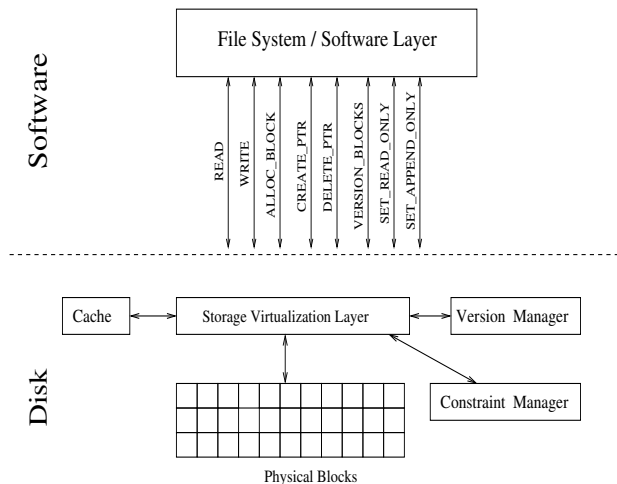 Software
File System / Software Layer
READ
WRITE
ALLOC_BLOCK
CREATE_PTR
DELETE_PTR
VERSION_BLOCKS
SET_READ_ONLY
SET_APPEND_ONLY
Disk
Cache
Storage Virtualization Layer
Version Manager
Constraint Manager
Physical Blocks